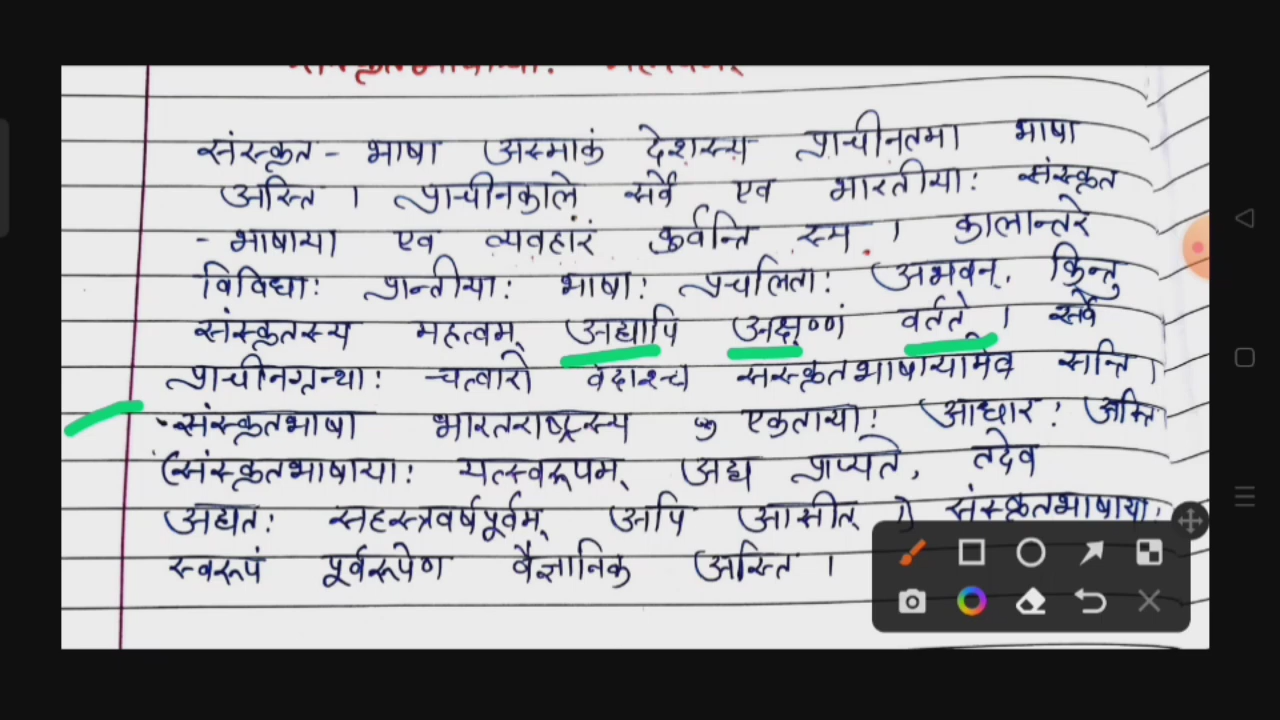 संस्कृत - भाषा अस्माकं देशस्य प्राचीनतमा भाषा
अस्ति । प्राचीनकाले सर्वे एव भारतीयाः संस्कृत
- भाषाया एव व्यवहारं कुर्वन्ति स्म । कालान्तरे
विविधाः प्रान्तीयाः भाषाः प्रचलिताः अभवन्, किन्तु
संस्कृतस्य महत्वम् अद्यापि अक्षुण्णं वर्तते । सर्वे
प्राचीनग्रन्थाः चत्वारो वेदाश्च संस्कृतभाषायामेव सन्ति ।
संस्कृतभाषा भारतराष्ट्रस्य एकतायाः आधारः अस्ति
संस्कृतभाषायाः यत्स्वरूपम् अद्य प्राप्यते, तदेव
अद्यतः सहस्त्रवर्षपूर्वम् अपि आसीत् । संस्कृतभाषायाः
स्वरूपं पूर्वरूपेण वैज्ञानिक अस्ति ।